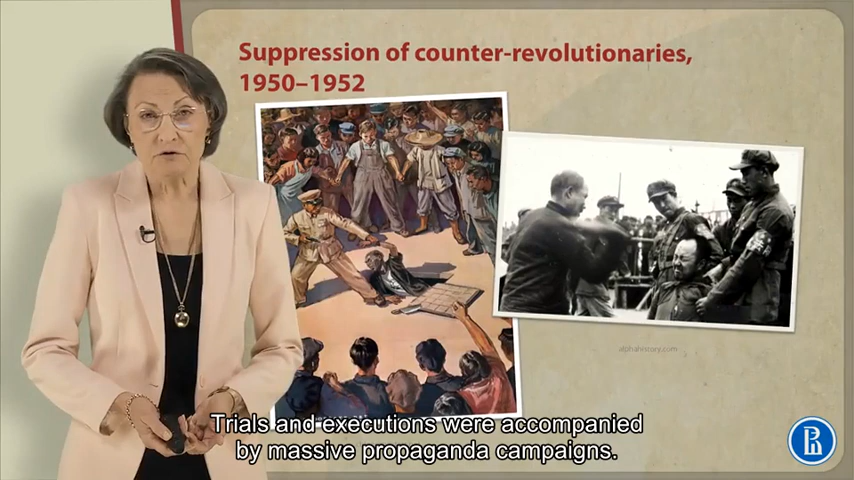 Suppression of counter-revolutionaries,
1950–1952
alphahistory.com
Trials and executions were accompanied
by massive propaganda campaigns.